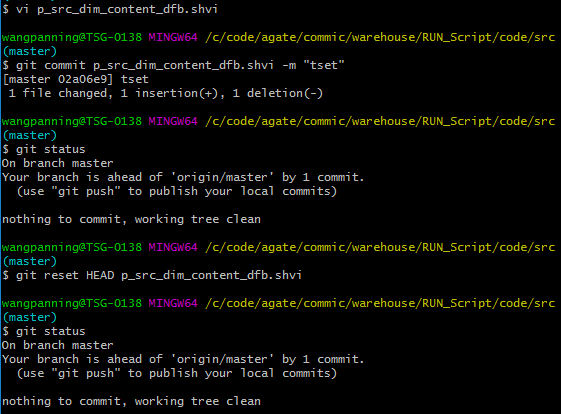 $ vi p_src_dim_content_dfb.shvi
wangpanning@TSG-0138 MINGW64 /c/code/agate/commic/warehouse/RUN_Script/code/src
(master)
$ git commit p_src_dim_content_dfb.shvi -m "tset"
[master 02a06e9] tset
 1 file changed, 1 insertion(+), 1 deletion(-)
wangpanning@TSG-0138 MINGW64 /c/code/agate/commic/warehouse/RUN_Script/code/src
(master)
$ git status
On branch master
Your branch is ahead of 'origin/master' by 1 commit.
  (use "git push" to publish your local commits)
nothing to commit, working tree clean
wangpanning@TSG-0138 MINGW64 /c/code/agate/commic/warehouse/RUN_Script/code/src
(master)
$ git reset HEAD p_src_dim_content_dfb.shvi
wangpanning@TSG-0138 MINGW64 /c/code/agate/commic/warehouse/RUN_Script/code/src
(master)
$ git status
On branch master
Your branch is ahead of 'origin/master' by 1 commit.
  (use "git push" to publish your local commits)
nothing to commit, working tree clean